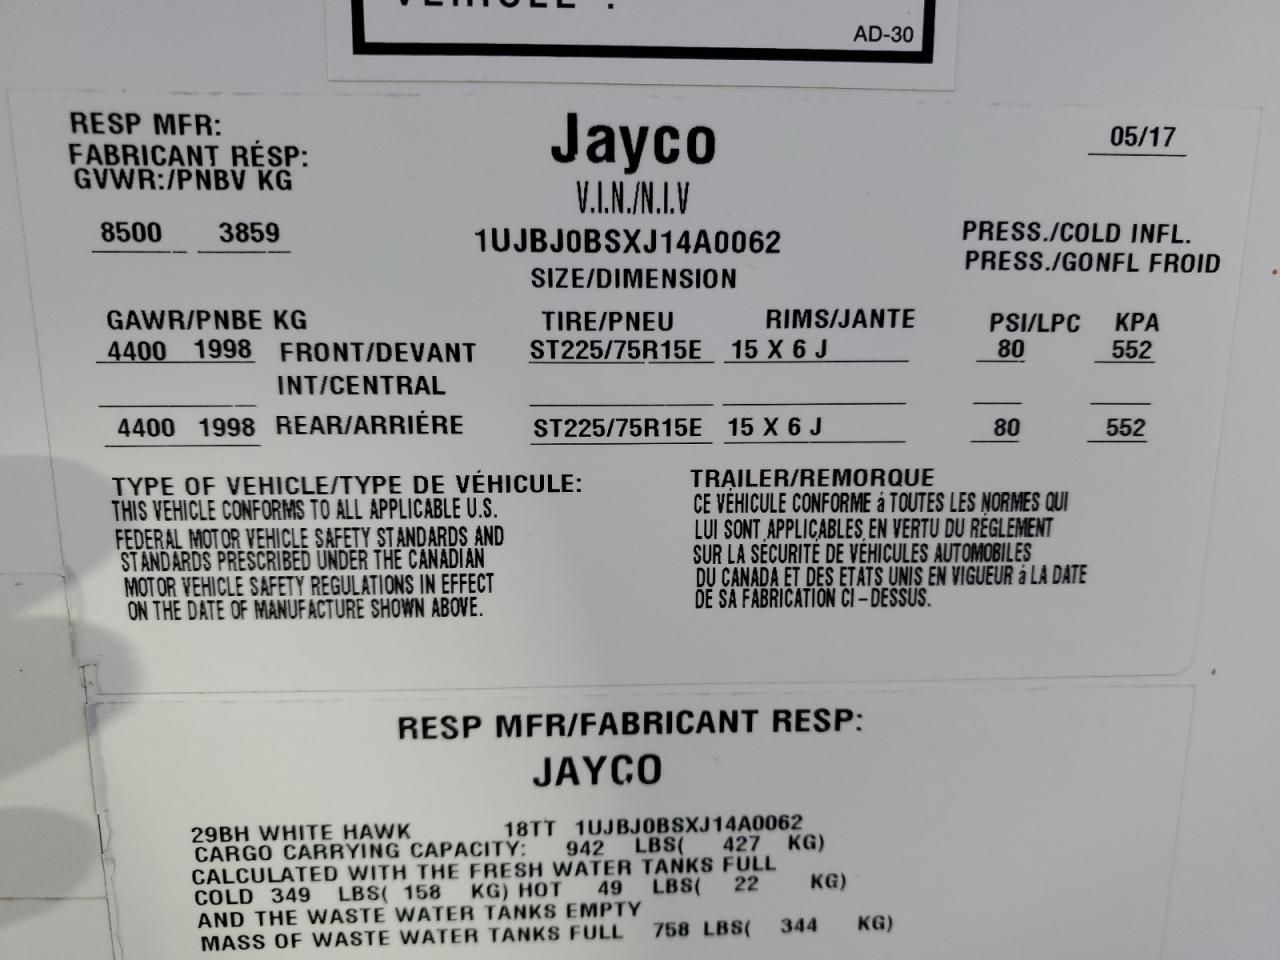 AD-30
RESP MFR:
FABRICANT RÉSP:
GVWR:/PNBV KG
Jayco
05/17
V.I.N./N.I.V
8500 3859
1UJBJ0BSXJ14A0062
PRESS./COLD INFL.
PRESS./GONFL FROID
SIZE/DIMENSION
GAWR/PNBE KG TIRE/PNEU RIMS/JANTE PSI/LPC KPA
4400 1998 FRONT/DEVANT ST225/75R15E 15 X 6 J 80 552
INT/CENTRAL
4400 1998 REAR/ARRIÉRE ST225/75R15E 15 X 6 J 80 552
TYPE OF VEHICLE/TYPE DE VÉHICULE:
THIS VEHICLE CONFORMS TO ALL APPLICABLE U.S.
FEDERAL MOTOR VEHICLE SAFETY STANDARDS AND
STANDARDS PRESCRIBED UNDER THE CANADIAN
MOTOR VEHICLE SAFETY REGULATIONS IN EFFECT
ON THE DATE OF MANUFACTURE SHOWN ABOVE.
TRAILER/REMORQUE
CE VÉHICULE CONFORME á TOUTES LES NORMES QUI
LUI SONT APPLICABLES EN VERTU DU RÉGLEMENT
SUR LA SÉCURITÉ DE VÉHICULES AUTOMOBILES
DU CANADA ET DES ETATS UNIS EN VIGUEUR á LA DATE
DE SA FABRICATION CI-DESSUS.
RESP MFR/FABRICANT RESP:
JAYCO
29BH WHITE HAWK 18TT 1UJBJ0BSXJ14A0062
CARGO CARRYING CAPACITY: 942 LBS( 427 KG)
CALCULATED WITH THE FRESH WATER TANKS FULL
COLD 349 LBS( 158 KG) HOT 49 LBS( 22 KG)
AND THE WASTE WATER TANKS EMPTY
MASS OF WASTE WATER TANKS FULL 758 LBS( 344 KG)